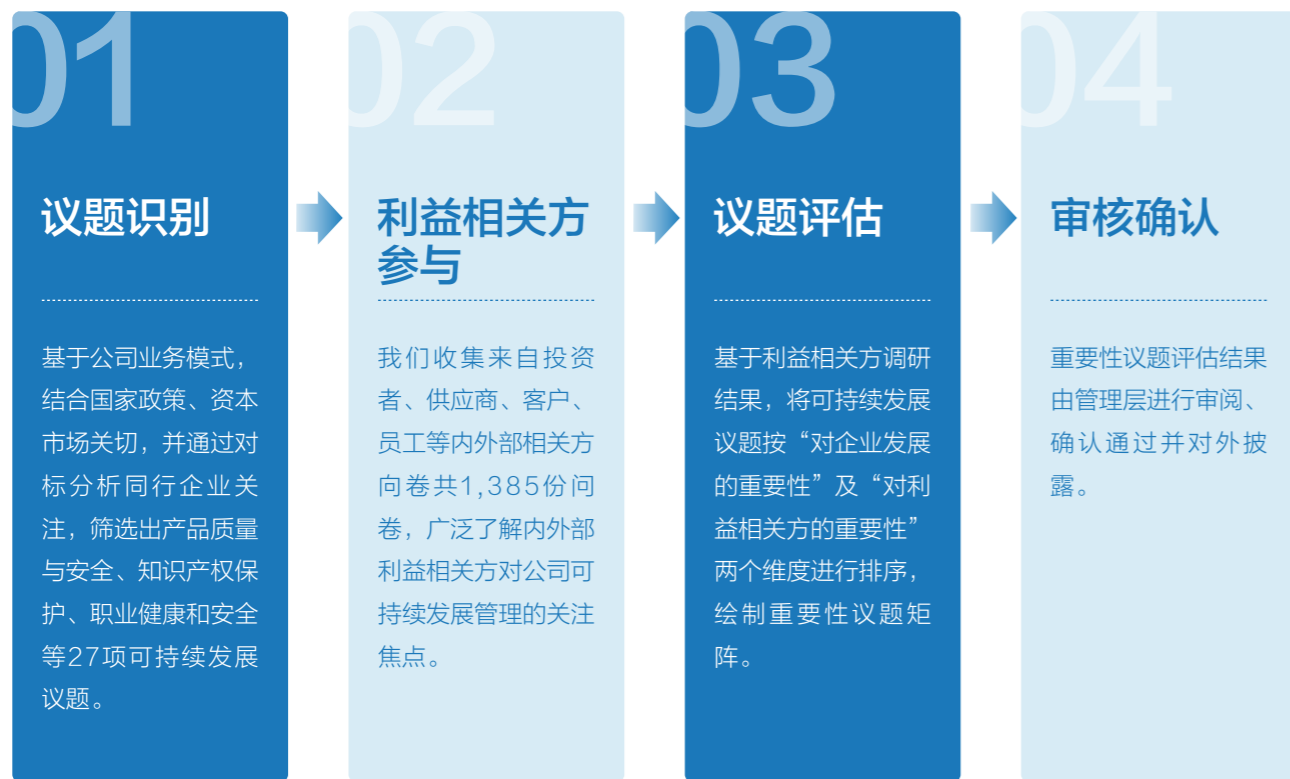 01
议题识别
基于公司业务模式，
结合国家政策、资本
市场关切，并通过对
标分析同行企业关
注，筛选出产品质量
与安全、知识产权保
护、职业健康和安全
等27项可持续发展
议题。
02
利益相关方
参与
我们收集来自投资
者、供应商、客户、
员工等内外部相关方
向卷共1,385份问
卷，广泛了解内外部
利益相关方对公司可
持续发展管理的关注
焦点。
03
议题评估
基于利益相关方调研
结果，将可持续发展
议题按“对企业发展
的重要性”及“对利
益相关方的重要性”
两个维度进行排序，
绘制重要性议题矩
阵。
04
审核确认
重要性议题评估结果
由管理层进行审阅、
确认通过并对外披
露。